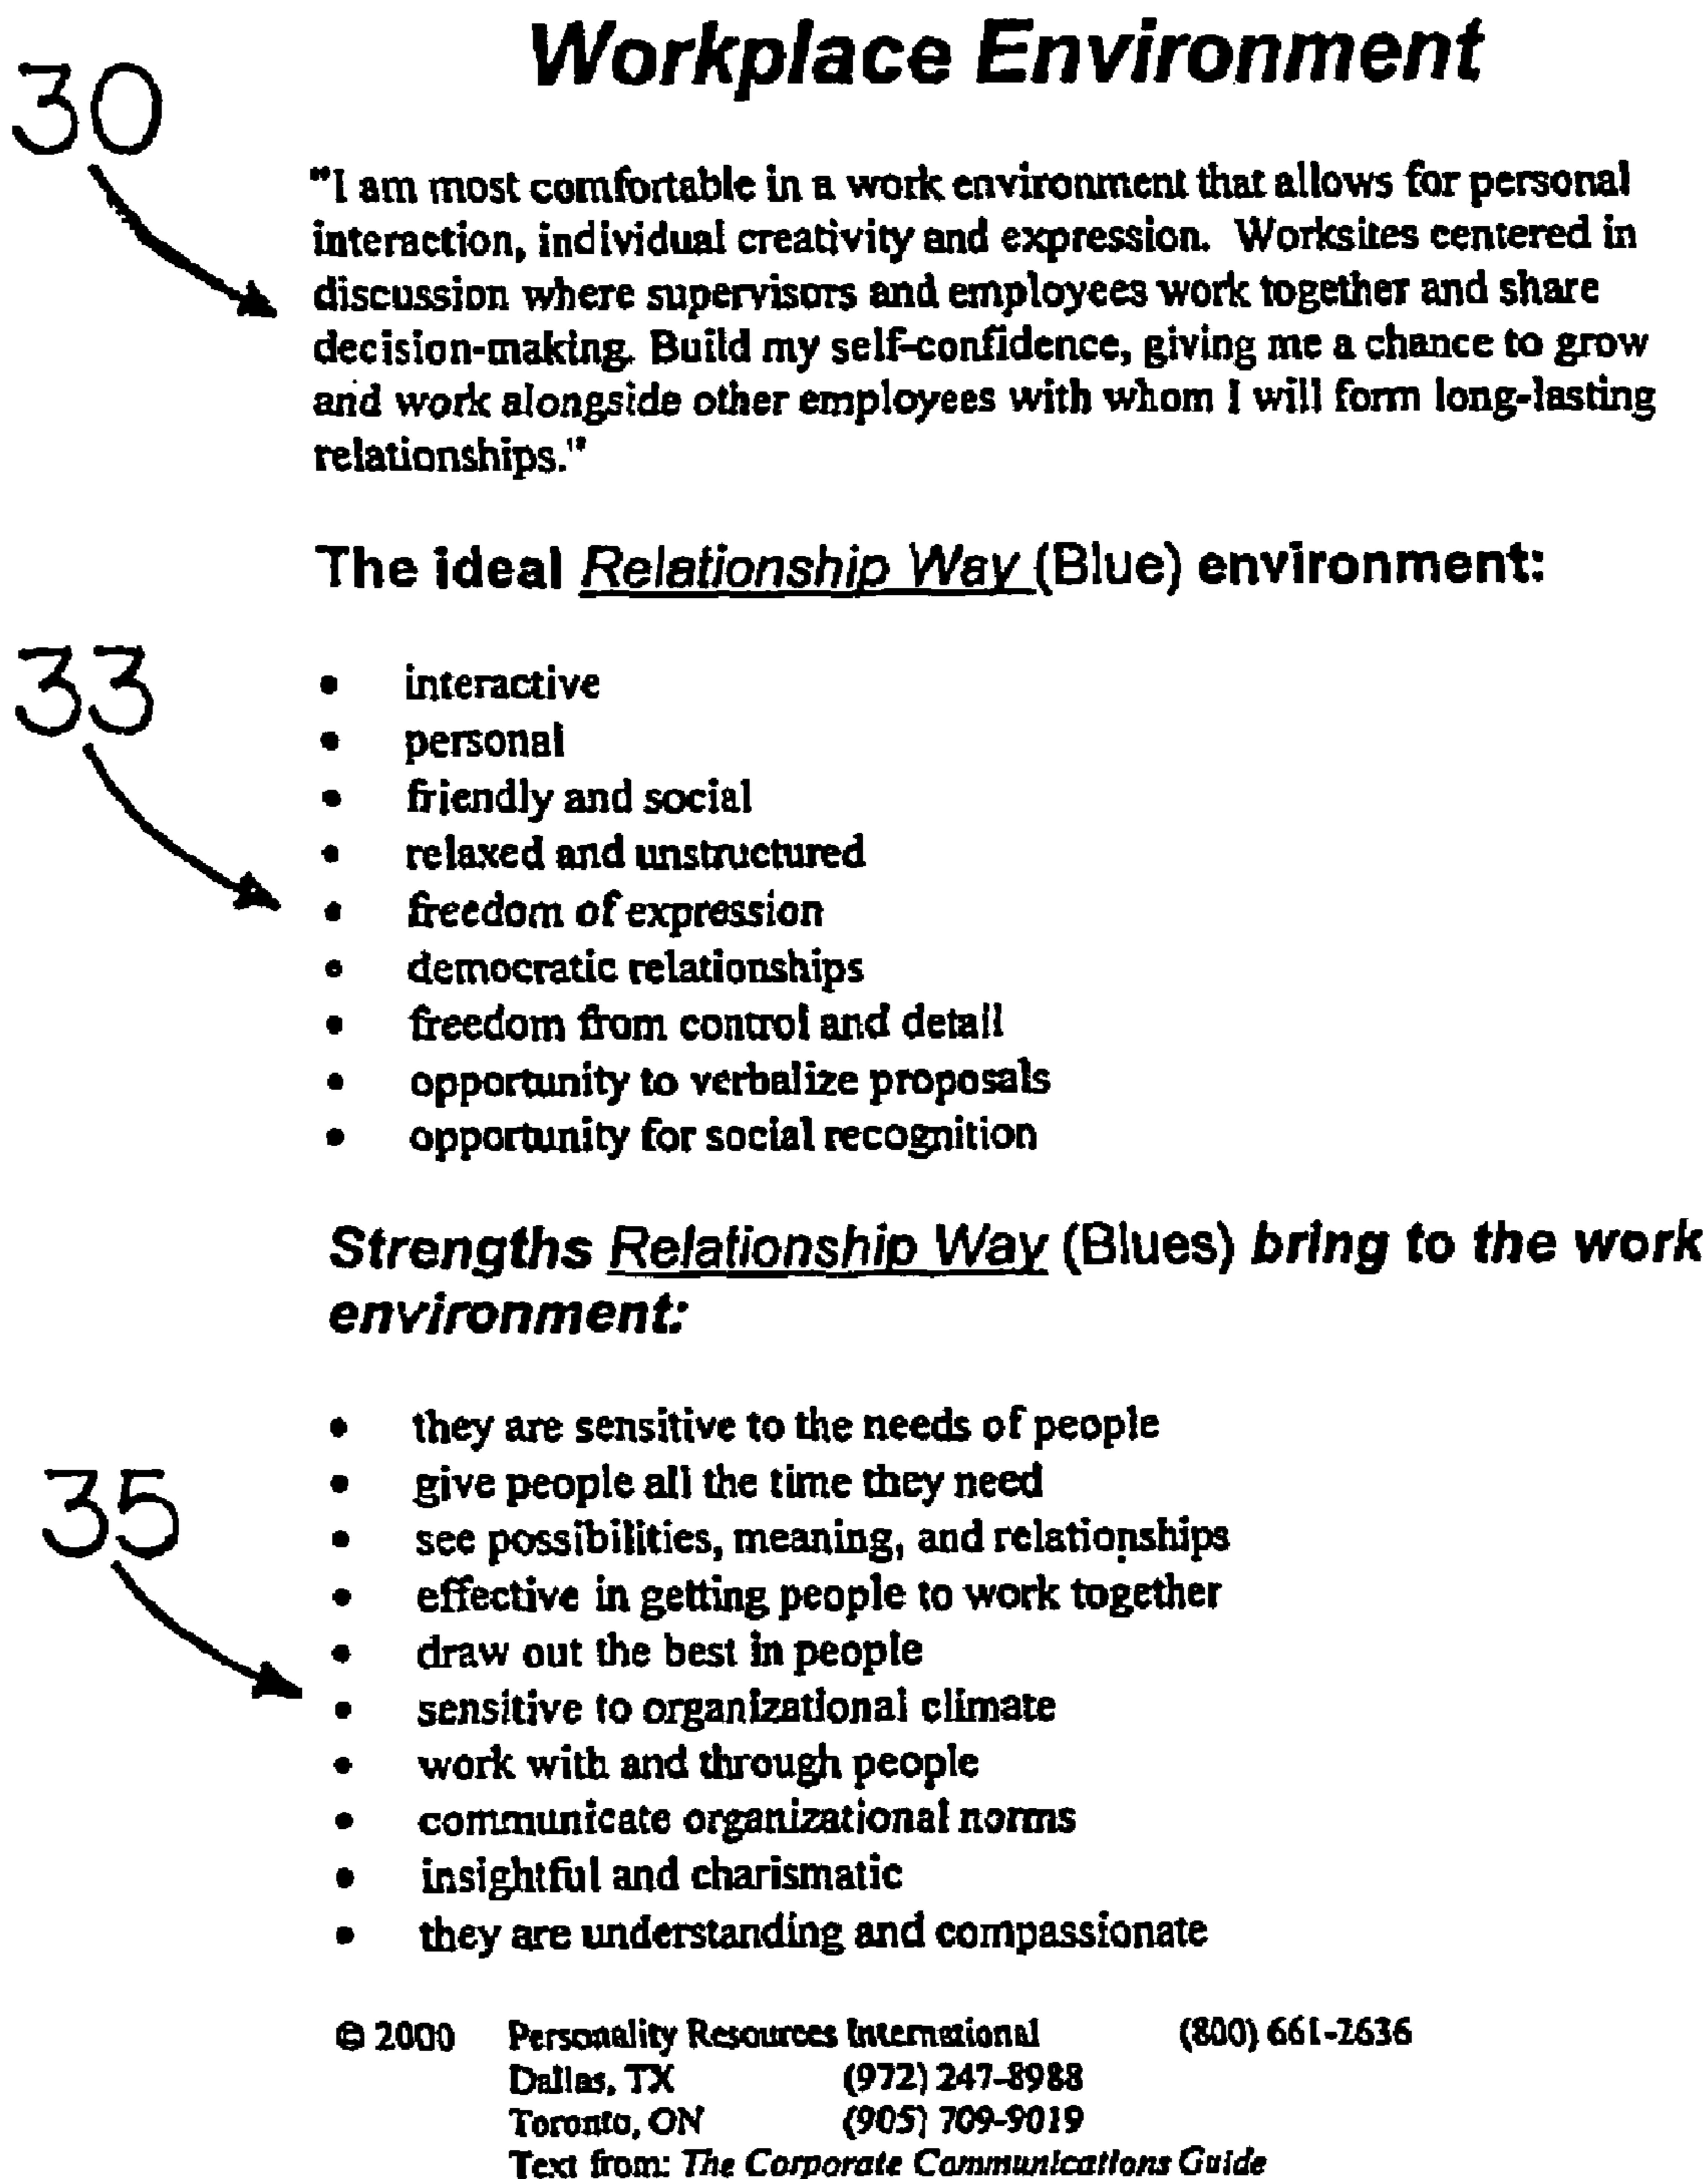 Workplace Environment
30
"I am most comfortable in a work environment that allows for personal
interaction, individual creativity and expression. Worksites centered in
discussion where supervisors and employees work together and share
decision-making. Build my self-confidence, giving me a chance to grow
and work alongside other employees with whom I will form long-lasting
relationships."
The ideal Relationship Way (Blue) environment:
33
• interactive
• personal
• friendly and social
• relaxed and unstructured
• freedom of expression
• democratic relationships
• freedom from control and detail
• opportunity to verbalize proposals
• opportunity for social recognition
Strengths Relationship Way (Blues) bring to the work
environment:
35
• they are sensitive to the needs of people
• give people all the time they need
• see possibilities, meaning, and relationships
• effective in getting people to work together
• draw out the best in people
• sensitive to organizational climate
• work with and through people
• communicate organizational norms
• insightful and charismatic
• they are understanding and compassionate
© 2000 Personality Resources International (800) 661-2636
Dallas, TX (972) 247-8988
Toronto, ON (905) 709-9019
Text from: The Corporate Communications Guide